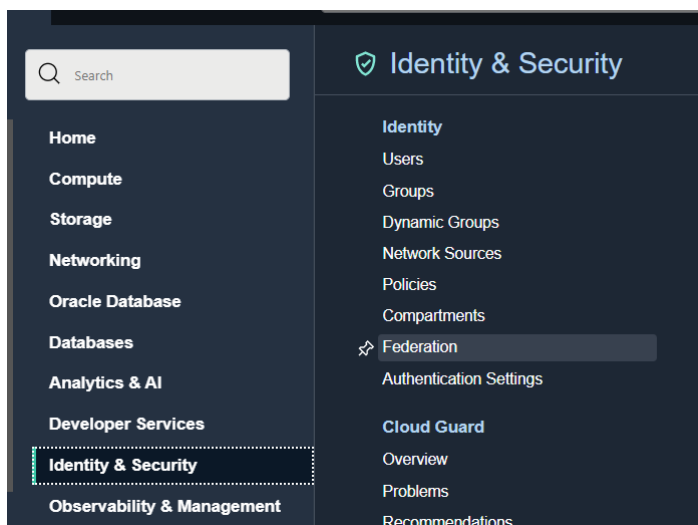 Search
Home
Compute
Storage
Networking
Oracle Database
Databases
Analytics & AI
Developer Services
Identity & Security
Observability & Management
Identity & Security
Identity
Users
Groups
Dynamic Groups
Network Sources
Policies
Compartments
Federation
Authentication Settings
Cloud Guard
Overview
Problems
Recommendations